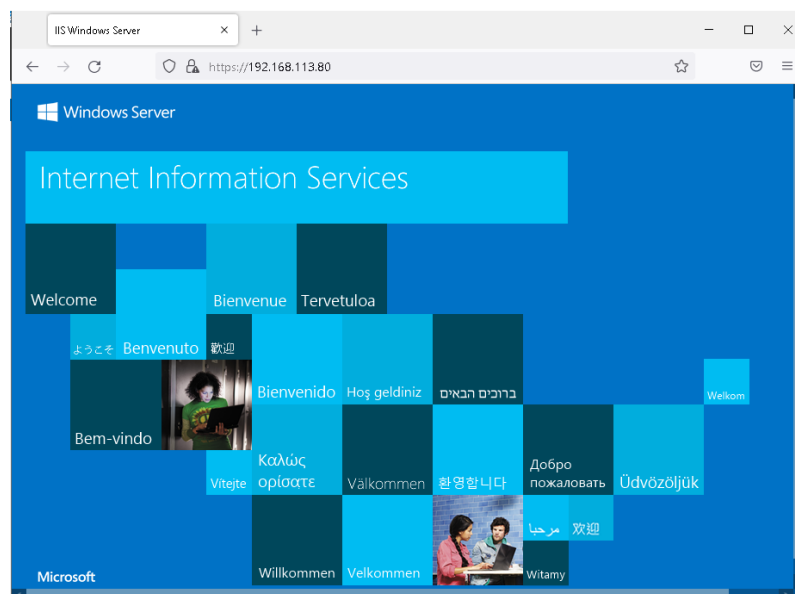 IIS Windows Server
https://192.168.113.80
Windows Server
Internet Information Services
Welcome
Bienvenue
Tervetuloa
ようこそ
Benvenuto
歡迎
Bienvenido
Hoş geldiniz
ברוכים הבאים
Welkom
Bem-vindo
Vítejte
Καλώς
ορίσατε
Välkommen
환영합니다
Добро
пожаловать
Üdvözöljük
مرحبا
欢迎
Microsoft
Willkommen
Velkommen
Witamy